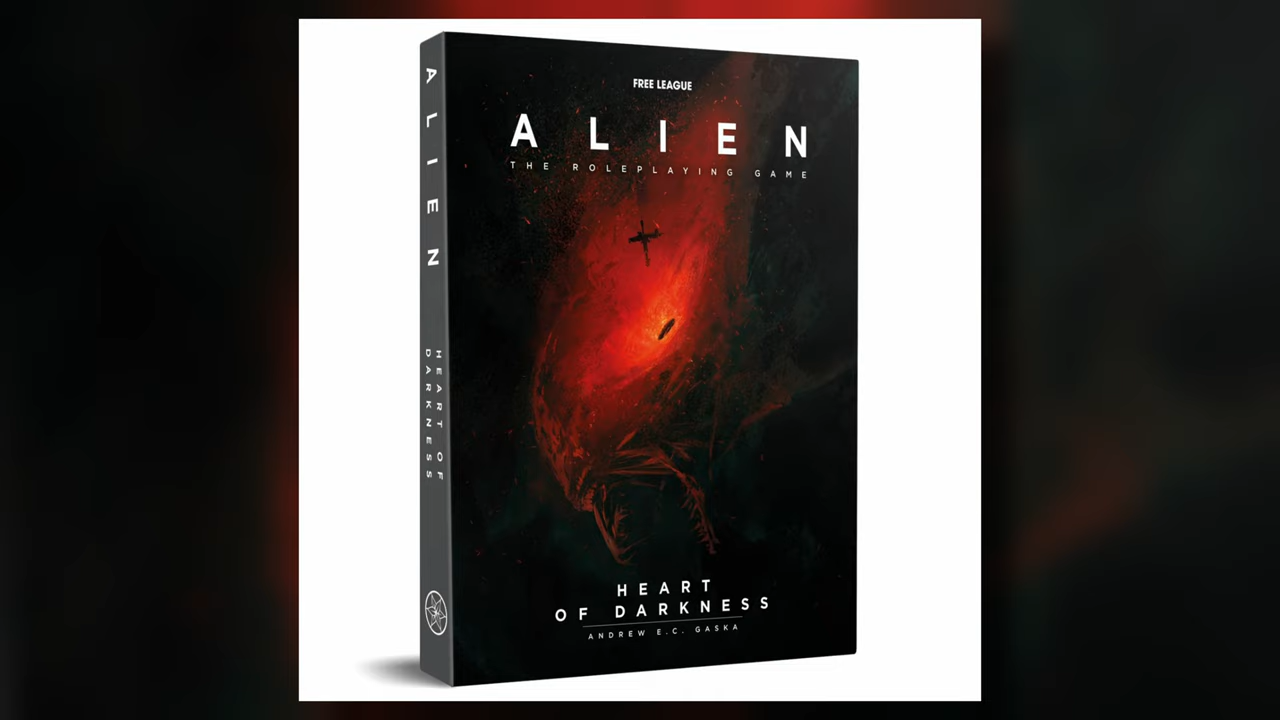 FREE LEAGUE
ALIEN
THE ROLEPLAYING GAME
HEART
OF DARKNESS
ANDREW E.C. GASKA
ALIEN
HEART OF
DARKNESS